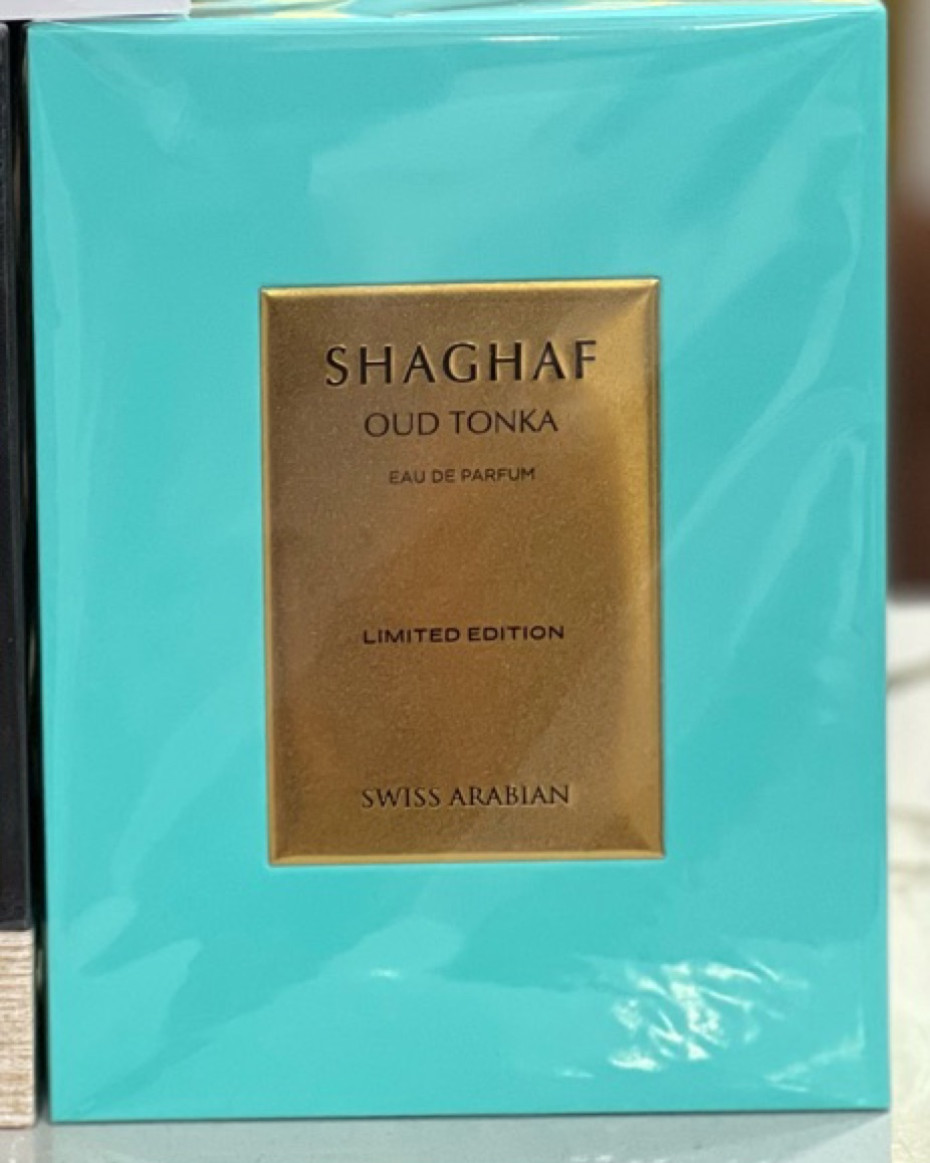 SHAGHAF
OUD TONKA
EAU DE PARFUM
LIMITED EDITION
SWISS ARABIAN